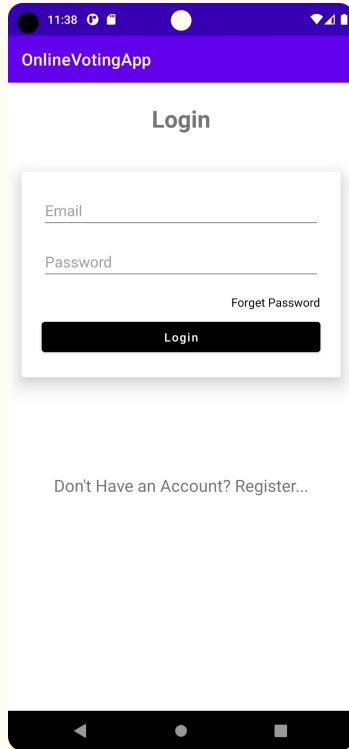 11:38
OnlineVotingApp
Login
Email
Password
Forget Password
Login
Don't Have an Account? Register...